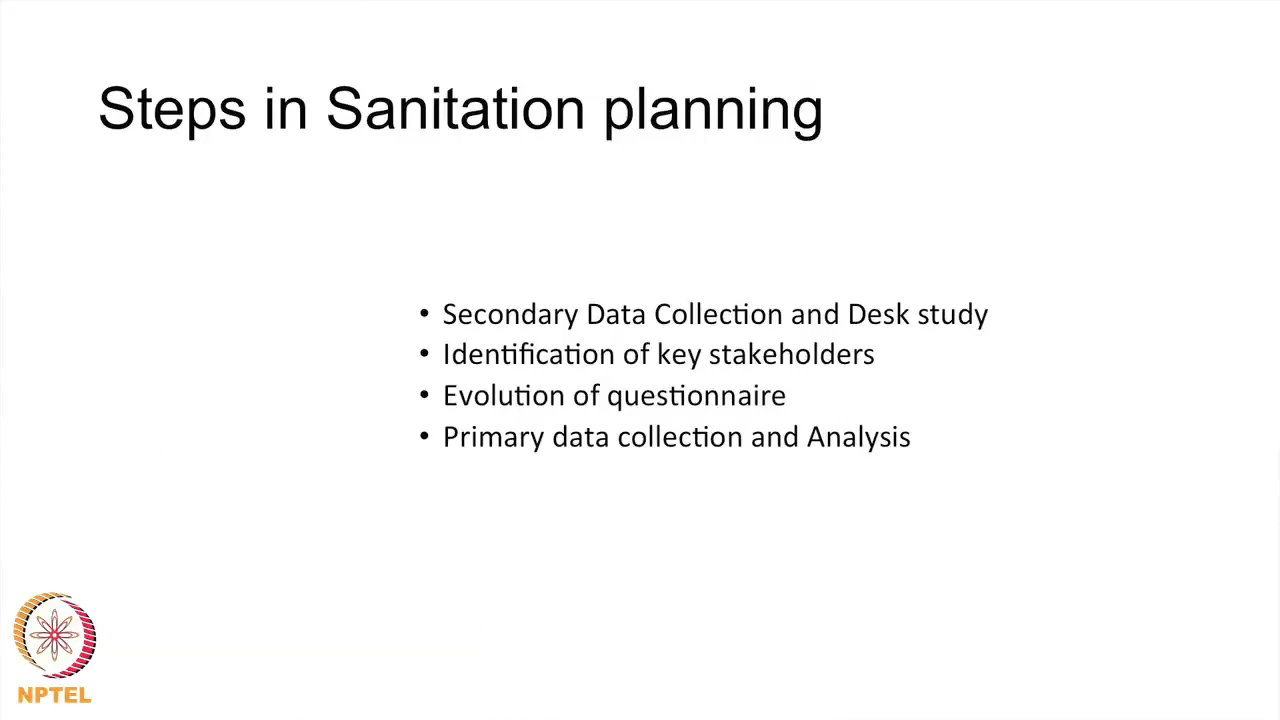 Steps in Sanitation planning
• Secondary Data Collection and Desk study
• Identification of key stakeholders
• Evolution of questionnaire
• Primary data collection and Analysis
NPTEL